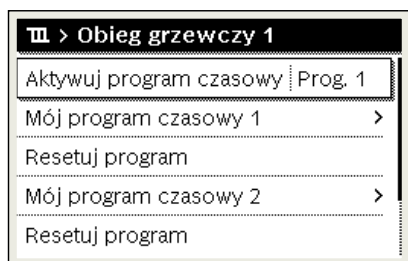 > Obieg grzewczy 1
Aktywuj program czasowy Prog. 1
Mój program czasowy 1 >
Resetuj program
Mój program czasowy 2 >
Resetuj program